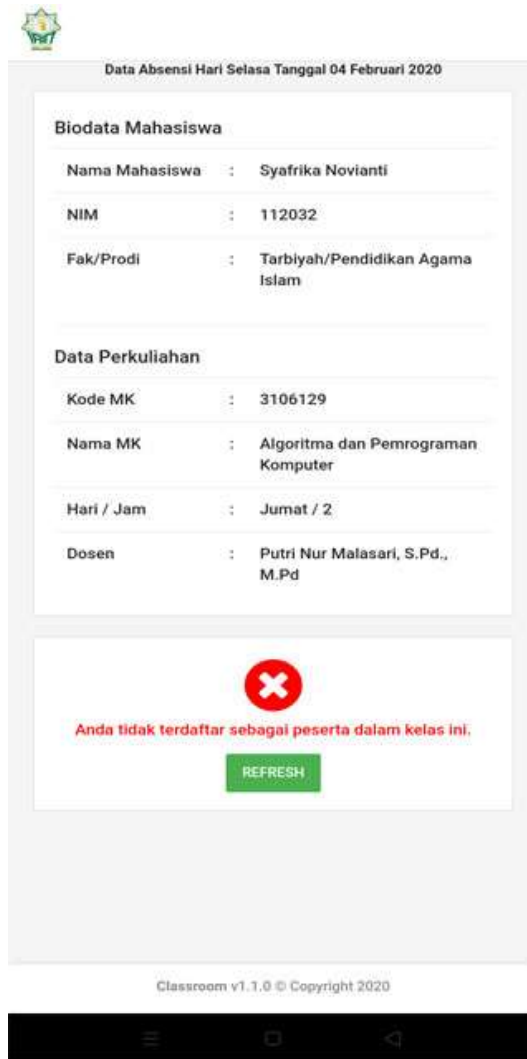 Data Absensi Hari Selasa Tanggal 04 Februari 2020
Biodata Mahasiswa
Nama Mahasiswa : Syafrika Novianti
NIM : 112032
Fak/Prodi : Tarbiyah/Pendidikan Agama
Islam
Data Perkuliahan
Kode MK : 3106129
Nama MK : Algoritma dan Pemrograman
Komputer
Hari / Jam : Jumat / 2
Dosen : Putri Nur Malasari, S.Pd.,
M.Pd
Anda tidak terdaftar sebagai peserta dalam kelas ini.
REFRESH
Classroom v1.1.0 © Copyright 2020